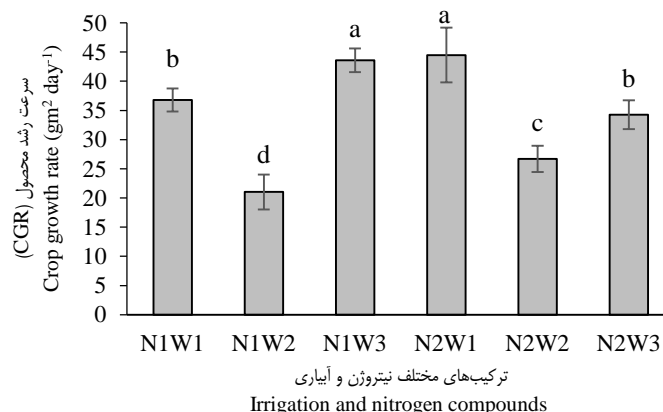 سرعت رشد محصول (CGR)
Crop growth rate (gm² day⁻¹)
50
45
40
35
30
25
20
15
10
5
0
b
d
a
a
c
b
N1W1 N1W2 N1W3 N2W1 N2W2 N2W3
ترکیب‌های مختلف نیتروژن و آبیاری
Irrigation and nitrogen compounds